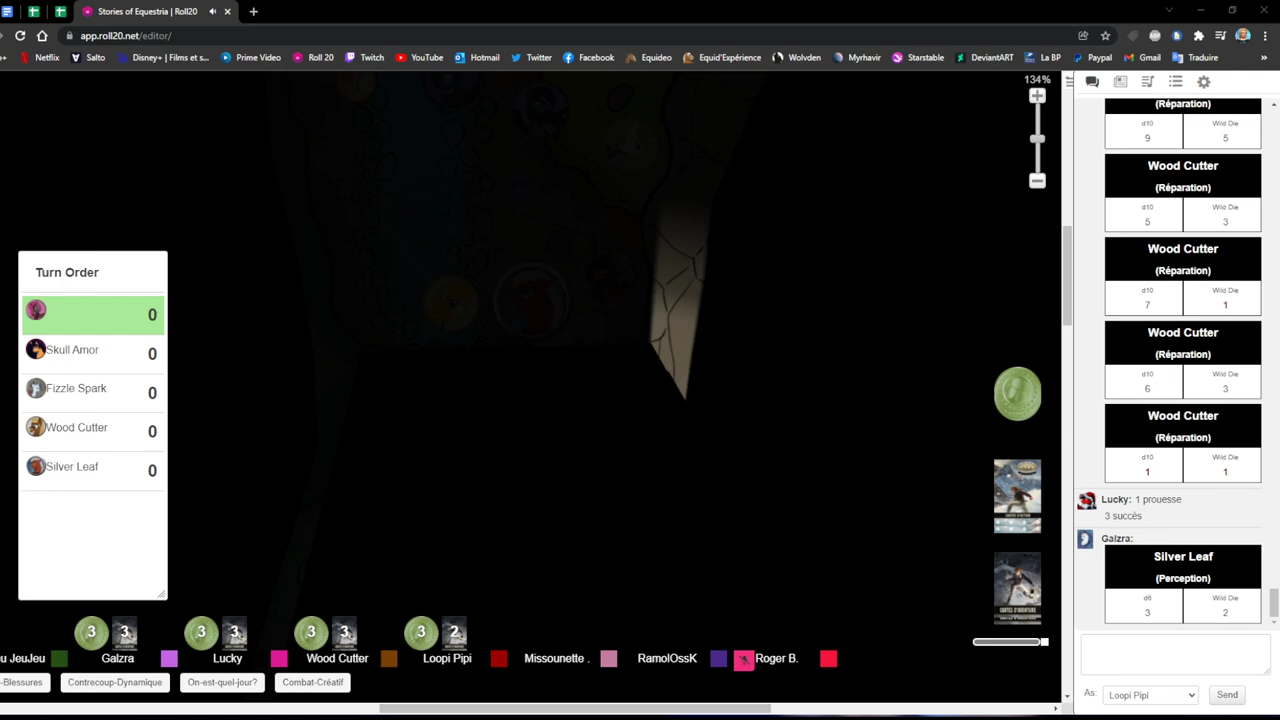 Stories of Equestria | Roll20
app.roll20.net/editor/
Netflix Salto Disney+ | Films et s... Prime Video Roll 20 Twitch YouTube Hotmail Twitter Facebook Equideo Equid'Expérience Wolvden Myrhavir Starstable DeviantART La BP Paypal Gmail Traduire »
134%
(Réparation)
d10 Wild Die
9 5
Wood Cutter
(Réparation)
d10 Wild Die
5 3
Wood Cutter
(Réparation)
d10 Wild Die
7 1
Wood Cutter
(Réparation)
d10 Wild Die
6 3
Wood Cutter
(Réparation)
d10 Wild Die
1 1
Lucky: 1 prouesse
3 succès
Galzra:
Silver Leaf
(Perception)
d6 Wild Die
3 2
As: Loopi Pipi Send
Turn Order
0
Skull Amor 0
Fizzle Spark 0
Wood Cutter 0
Silver Leaf 0
3 3 3 3 3 3 3 2
u JeuJeu Galzra Lucky Wood Cutter Loopi Pipi Missounette . RamolOssK Roger B.
-Blessures Contrecoup-Dynamique On-est-quel-jour? Combat-Créatif